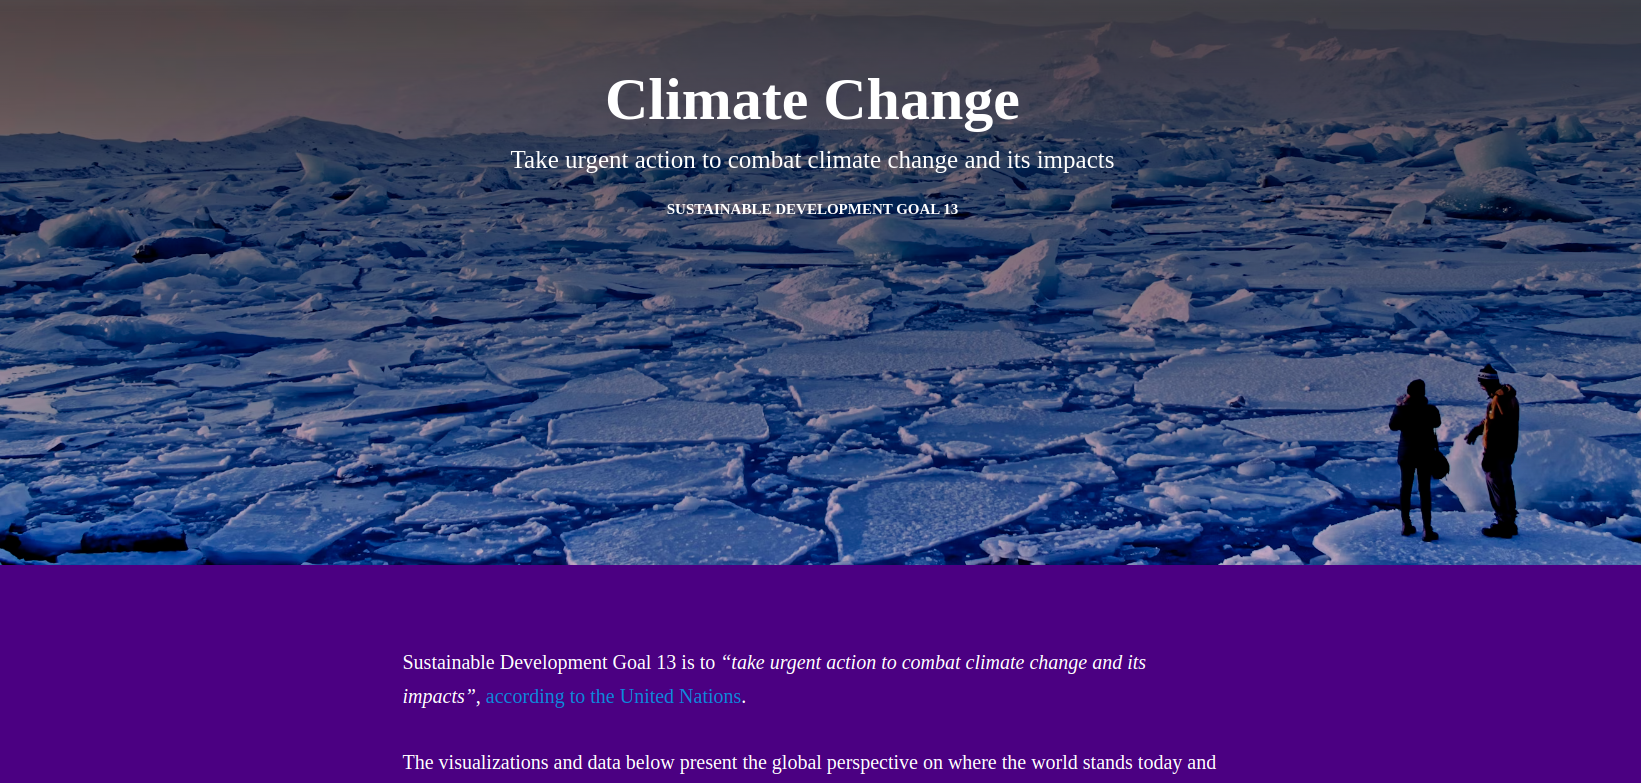 Climate Change
Take urgent action to combat climate change and its impacts
SUSTAINABLE DEVELOPMENT GOAL 13
Sustainable Development Goal 13 is to “take urgent action to combat climate change and its
impacts”, according to the United Nations.
The visualizations and data below present the global perspective on where the world stands today and